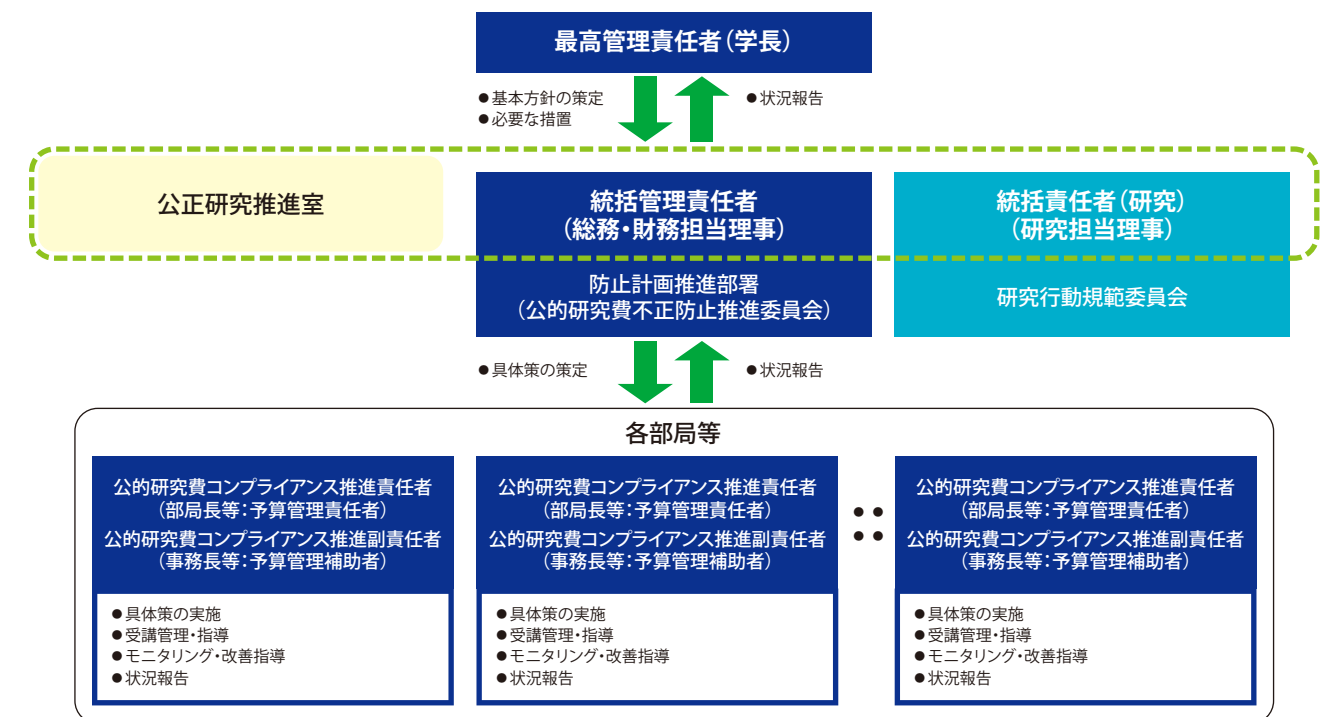 最高管理責任者（学長）
●基本方針の策定
●必要な措置
●状況報告
公正研究推進室
統括管理責任者
（総務・財務担当理事）
防止計画推進部署
（公的研究費不正防止推進委員会）
統括責任者（研究）
（研究担当理事）
研究行動規範委員会
●具体策の策定
●状況報告
各部局等
公的研究費コンプライアンス推進責任者
（部局長等：予算管理責任者）
公的研究費コンプライアンス推進副責任者
（事務長等：予算管理補助者）
●具体策の実施
●受講管理・指導
●モニタリング・改善指導
●状況報告
公的研究費コンプライアンス推進責任者
（部局長等：予算管理責任者）
公的研究費コンプライアンス推進副責任者
（事務長等：予算管理補助者）
●具体策の実施
●受講管理・指導
●モニタリング・改善指導
●状況報告
公的研究費コンプライアンス推進責任者
（部局長等：予算管理責任者）
公的研究費コンプライアンス推進副責任者
（事務長等：予算管理補助者）
●具体策の実施
●受講管理・指導
●モニタリング・改善指導
●状況報告